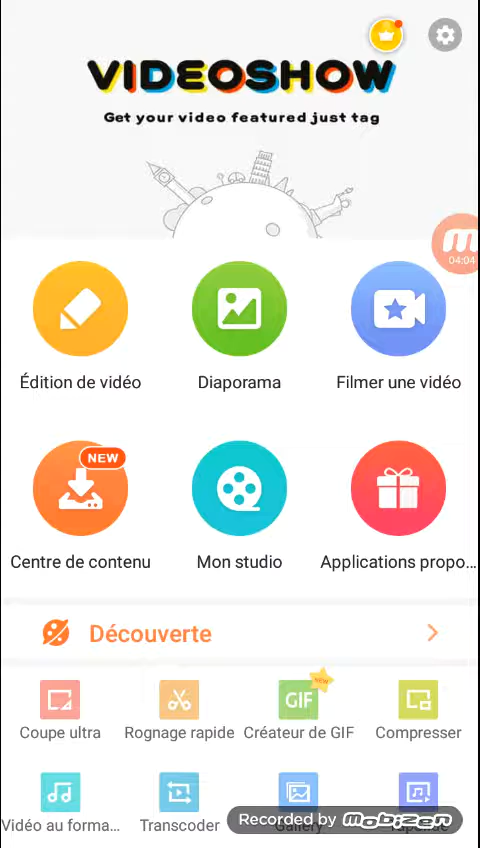 VIDEOSHOW
Get your video featured just tag
04:04
Édition de vidéo
Diaporama
Filmer une vidéo
NEW
Centre de contenu
Mon studio
Applications propo...
Découverte
NEW
GIF
Coupe ultra
Rognage rapide
Créateur de GIF
Compresser
Vidéo au forma...
Transcoder
Gallery
Recorded by mobizen